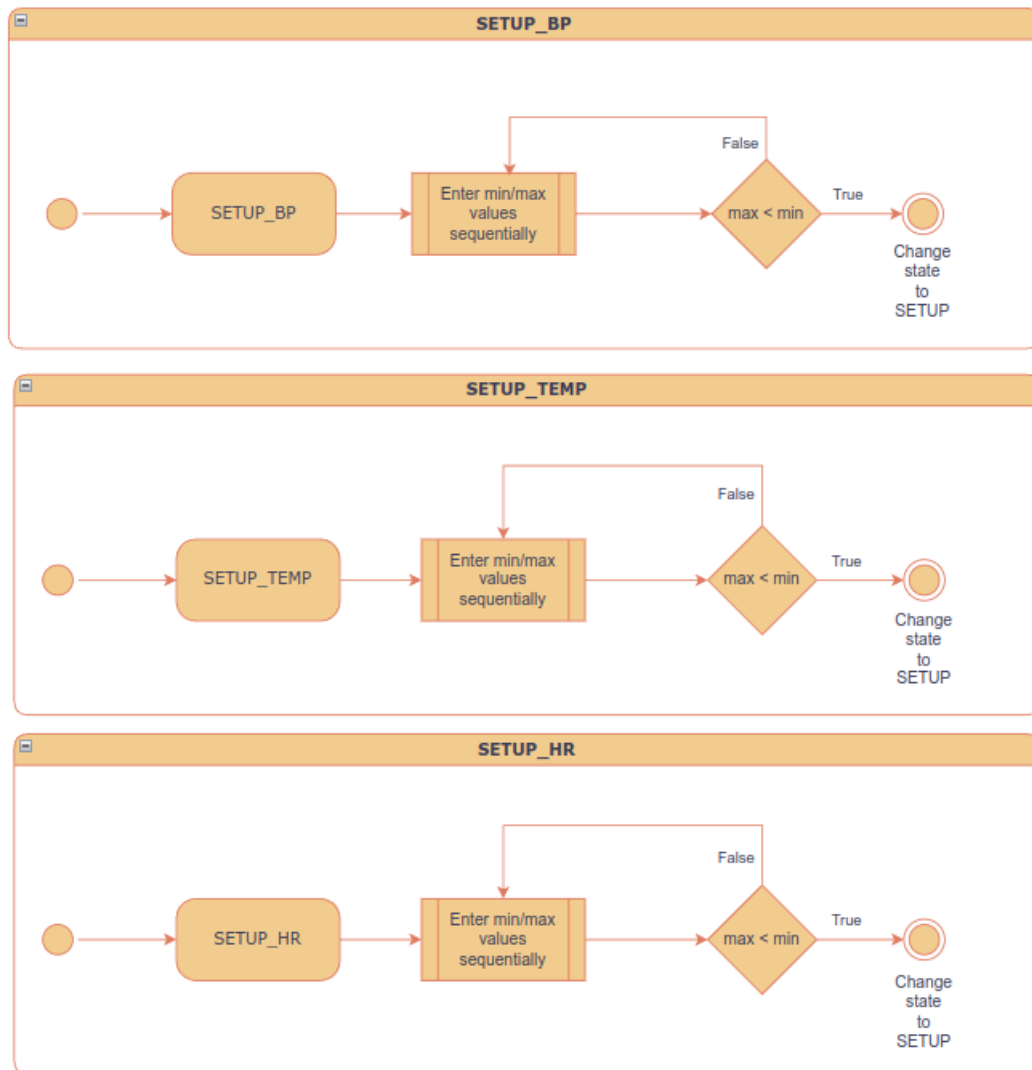 SETUP_BP
False
Enter min/max
values
sequentially
SETUP_BP
max < min
True
Change
state
to
SETUP
SETUP_TEMP
False
Enter min/max
values
sequentially
SETUP_TEMP
max < min
True
Change
state
to
SETUP
SETUP_HR
False
Enter min/max
values
sequentially
SETUP_HR
max < min
True
Change
state
to
SETUP